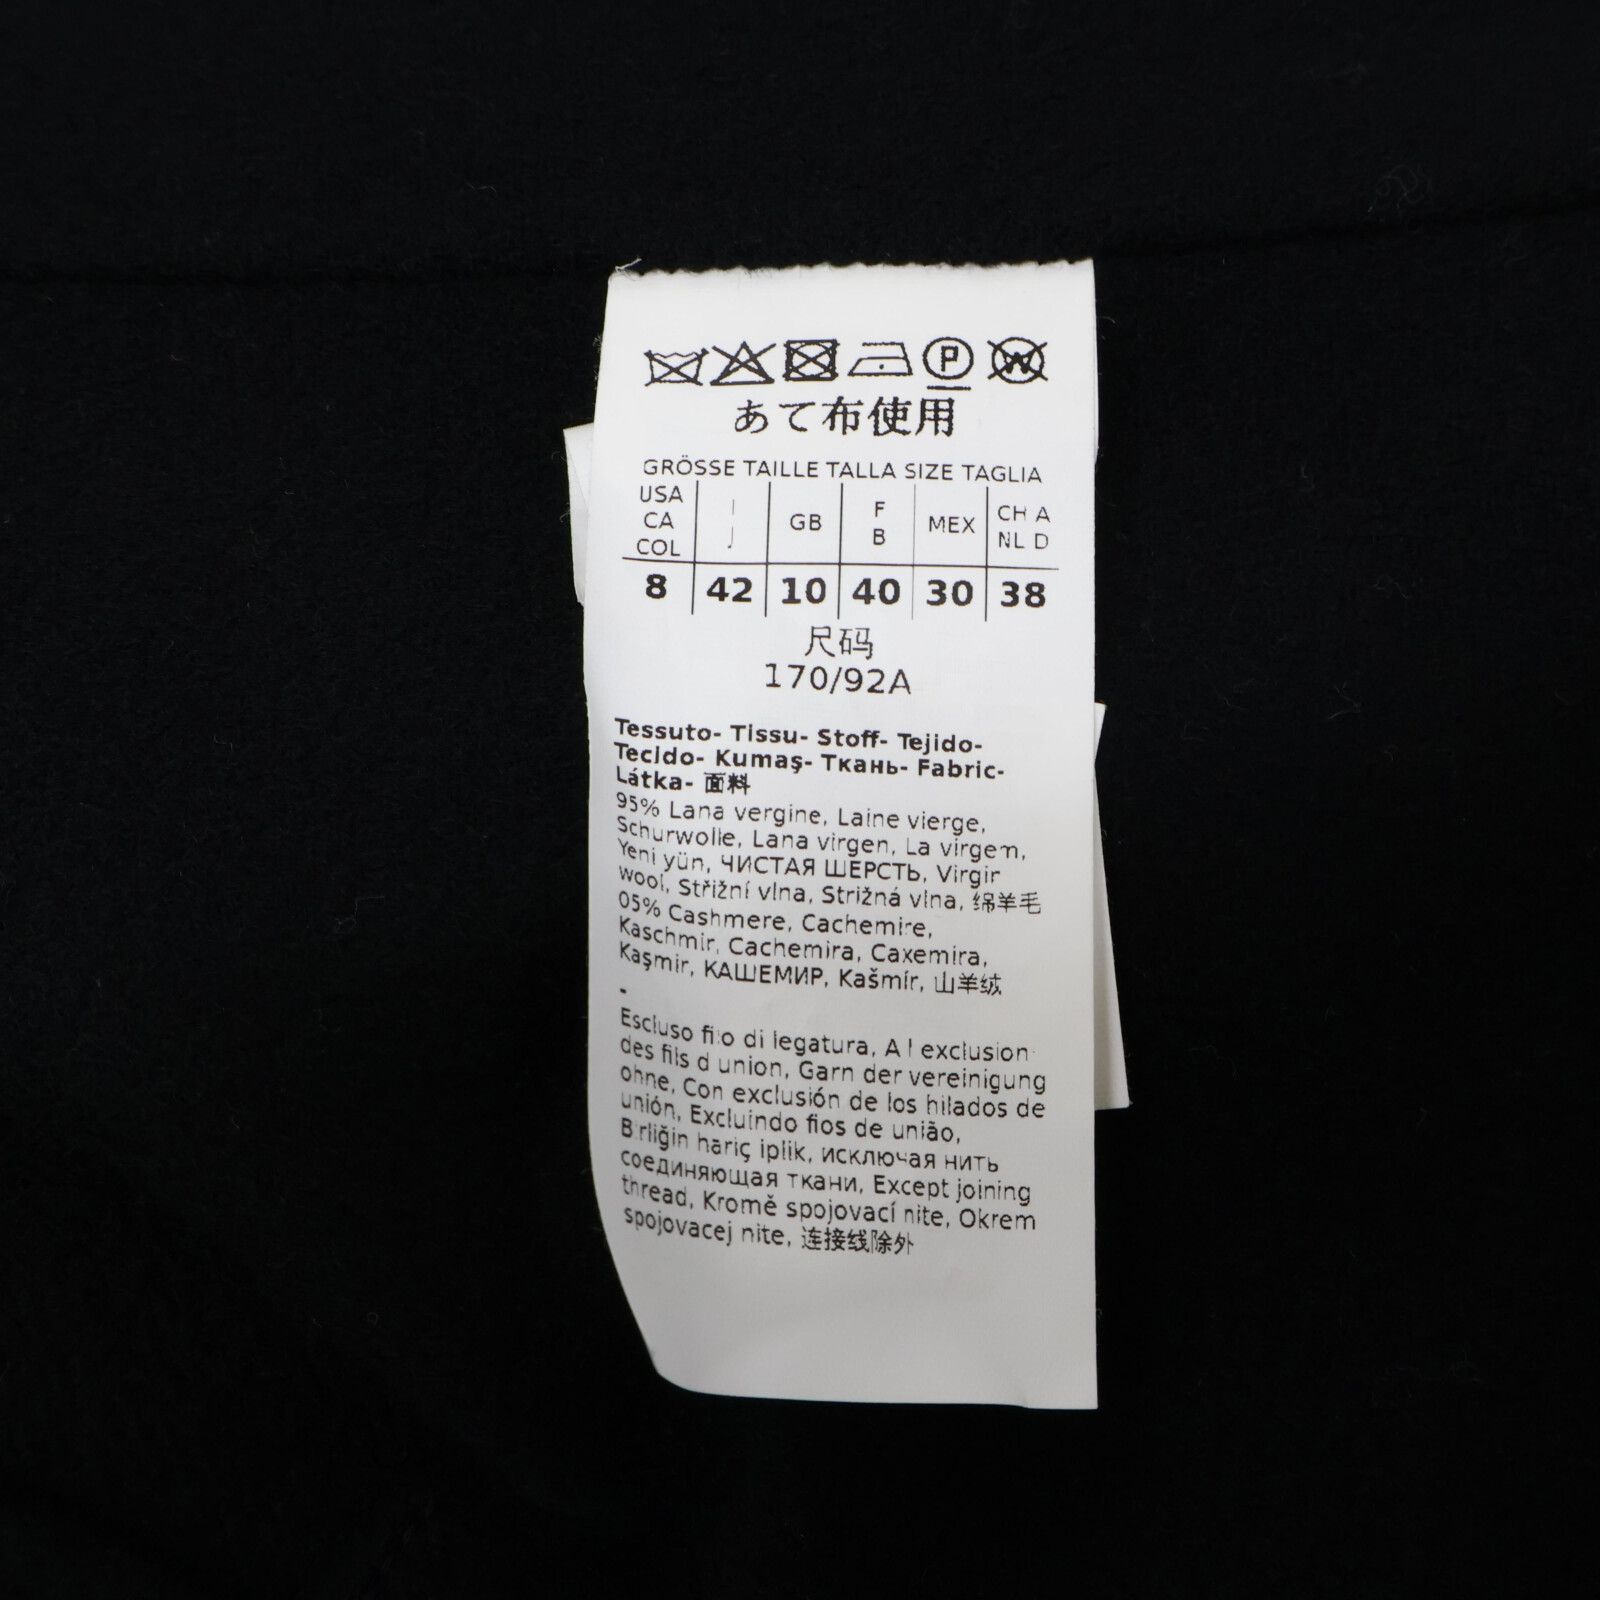 P W
あて布使用
GRÖSSE TAILLE TALLA SIZE TAGLIA
USA CA COL I J GB F B MEX CH A NL D
8 42 10 40 30 38
尺码
170/92A
Tessuto- Tissu- Stoff- Tejido-
Tecido- Kumaş- Ткань- Fabric-
Látka- 面料
95% Lana vergine, Laine vierge,
Schurwolle, Lana virgen, La virgem,
Yeni yün, ЧИСТАЯ ШЕРСТЬ, Virgin
wool, Střižní vlna, Strižná vlna, 绵羊毛
05% Cashmere, Cachemire,
Kaschmir, Cachemira, Caxemira,
Kaşmir, КАШЕМИР, Kašmír, 山羊绒
-
Escluso filo di legatura, A l exclusion
des fils d union, Garn der vereinigung
ohne, Con exclusión de los hilados de
unión, Excluindo fios de união,
Birliğin hariç iplik, исключая нить
соединяющая ткани, Except joining
thread, Kromě spojovací nite, Okrem
spojovacej nite, 连接线除外